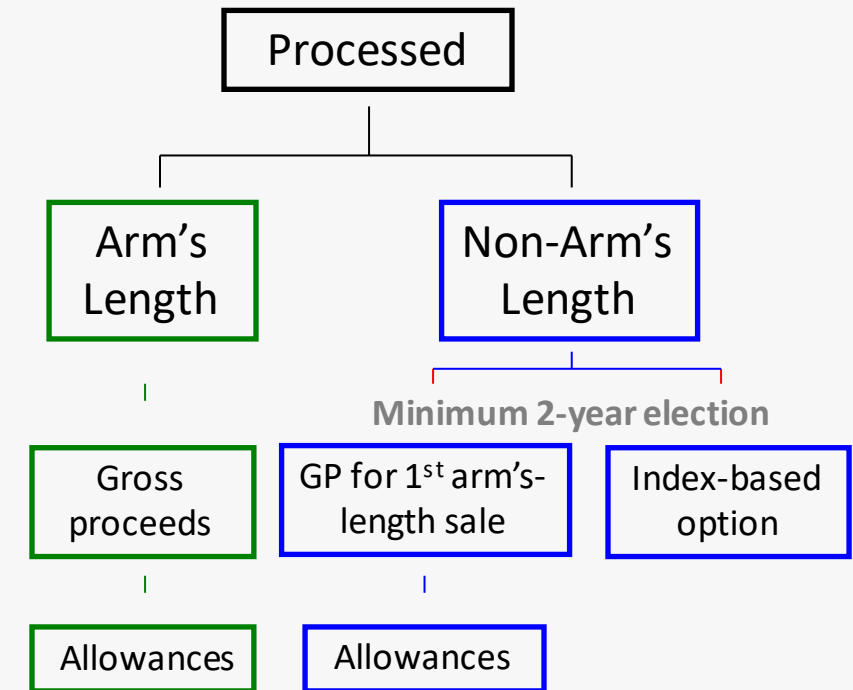 Processed
Arm's
Length
Non-Arm's
Length
Minimum 2-year election
Gross
proceeds
GP for 1st arm's-
length sale
Index-based
option
Allowances
Allowances